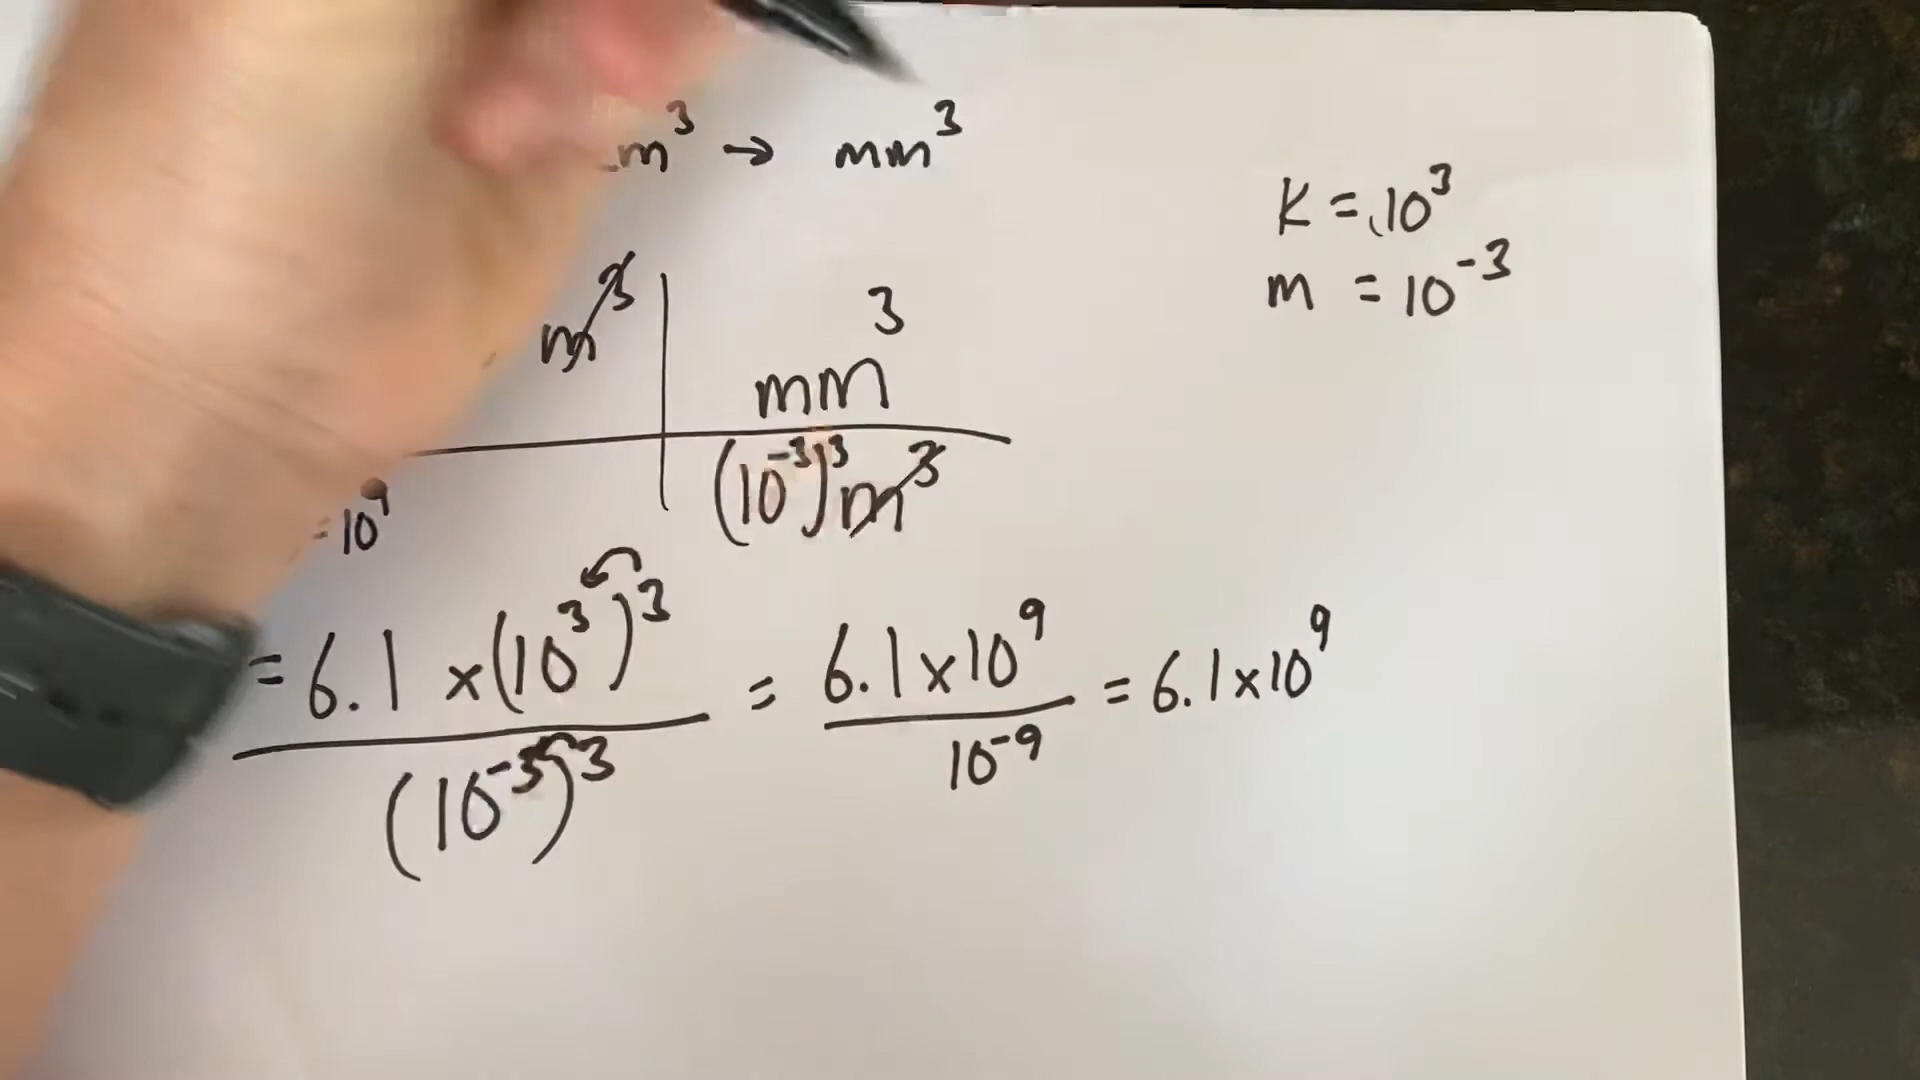 m³ → mm³
K = 10³
m = 10⁻³
m³ | mm³
(10⁻³)³m³
= 10⁹
= 6.1 × (10³)³ = 6.1 × 10⁹ = 6.1 × 10⁹
(10⁻³)³ 10⁻⁹